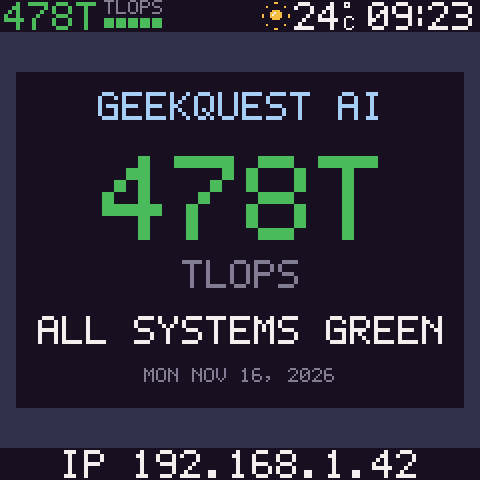 478T TLOPS 24°C 09:23
GEEKQUEST AI
478T
TLOPS
ALL SYSTEMS GREEN
MON NOV 16, 2026
IP 192.168.1.42